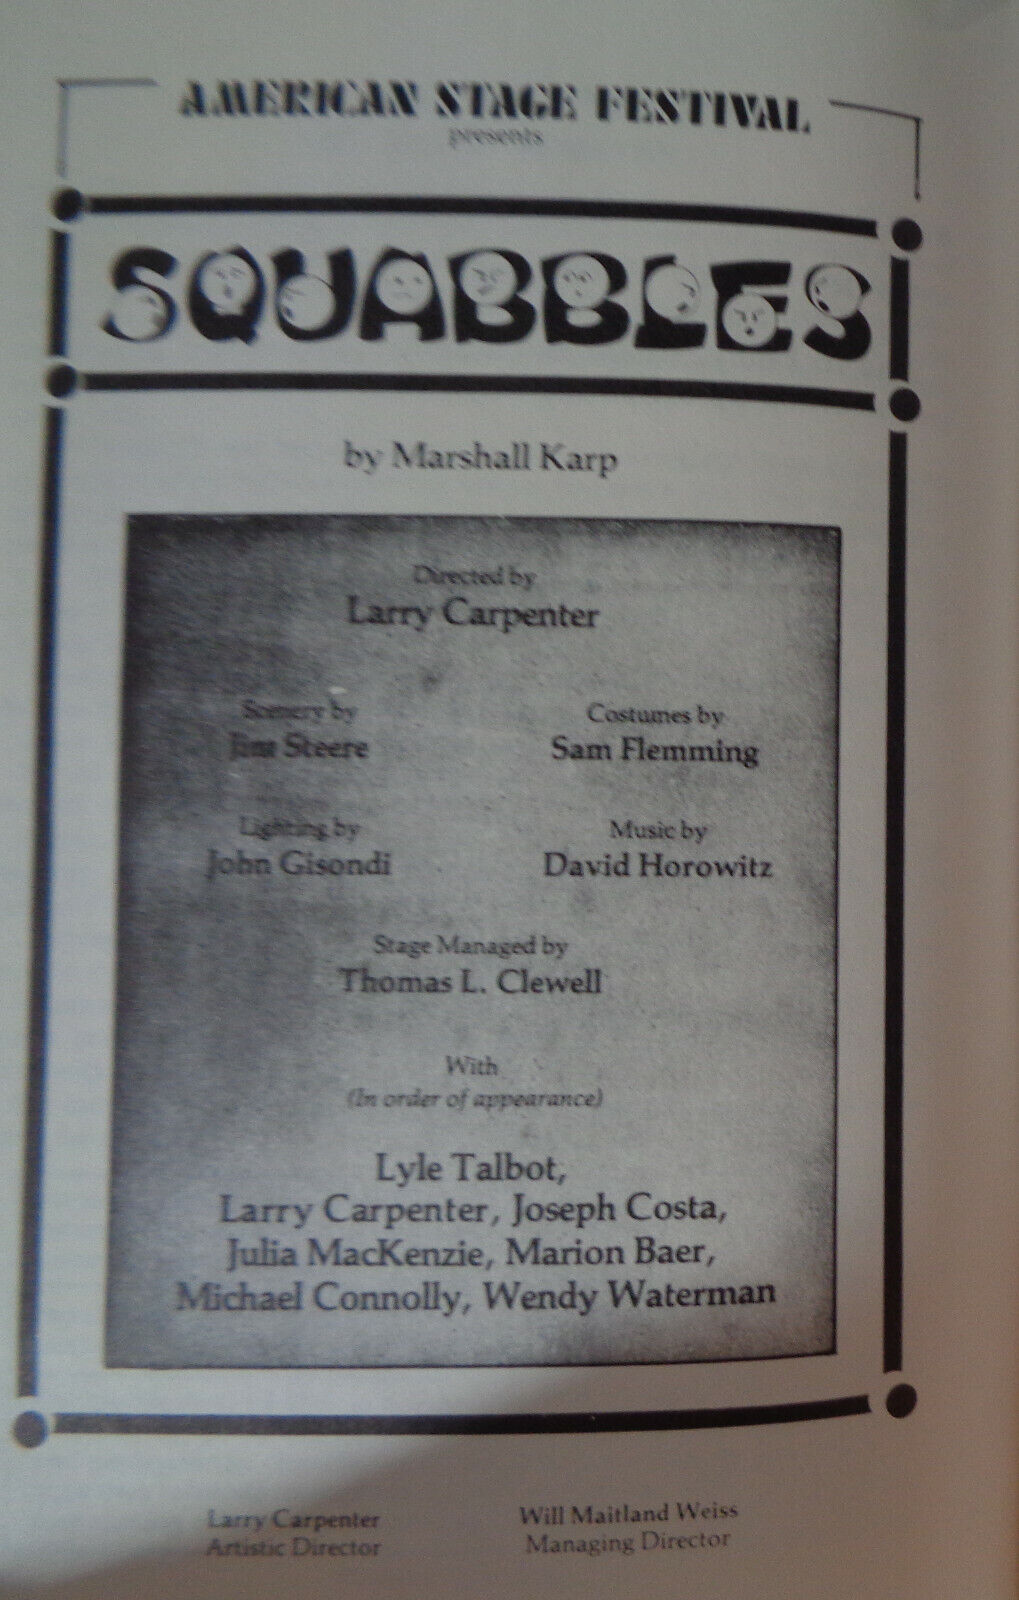 AMERICAN STAGE FESTIVAL
presents
SQUABBLES
by Marshall Karp
Directed by
Larry Carpenter
Scenery by
Jim Steere
Costumes by
Sam Flemming
Lighting by
John Gisondi
Music by
David Horowitz
Stage Managed by
Thomas L. Clewell
With
(In order of appearance)
Lyle Talbot,
Larry Carpenter, Joseph Costa,
Julia MacKenzie, Marion Baer,
Michael Connolly, Wendy Waterman
Larry Carpenter
Artistic Director
Will Maitland Weiss
Managing Director